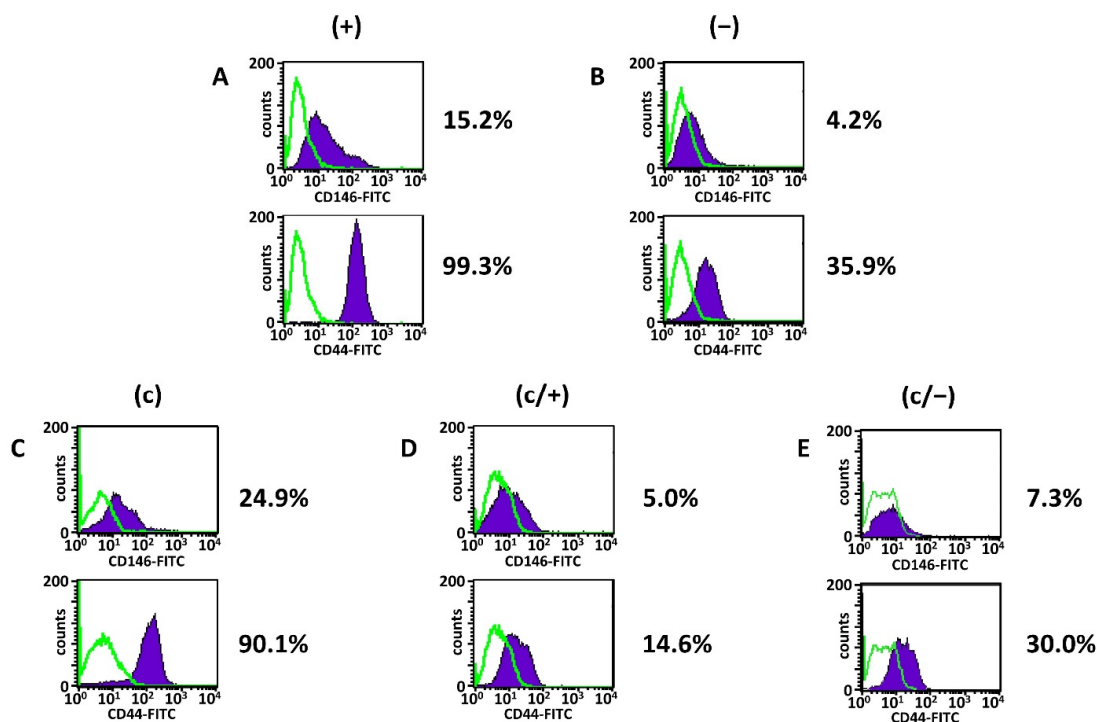 (+)
(−)
A
200
counts
0
10⁰ 10¹ 10² 10³ 10⁴
CD146-FITC
15.2%
B
200
counts
0
10⁰ 10¹ 10² 10³ 10⁴
CD146-FITC
4.2%
200
counts
0
10⁰ 10¹ 10² 10³ 10⁴
CD44-FITC
99.3%
200
counts
0
10⁰ 10¹ 10² 10³ 10⁴
CD44-FITC
35.9%
(c)
(c/+)
(c/−)
C
200
counts
0
10⁰ 10¹ 10² 10³ 10⁴
CD146-FITC
24.9%
D
200
counts
0
10⁰ 10¹ 10² 10³ 10⁴
CD146-FITC
5.0%
E
200
counts
0
10⁰ 10¹ 10² 10³ 10⁴
CD146-FITC
7.3%
200
counts
0
10⁰ 10¹ 10² 10³ 10⁴
CD44-FITC
90.1%
200
counts
0
10⁰ 10¹ 10² 10³ 10⁴
CD44-FITC
14.6%
200
counts
0
10⁰ 10¹ 10² 10³ 10⁴
CD44-FITC
30.0%